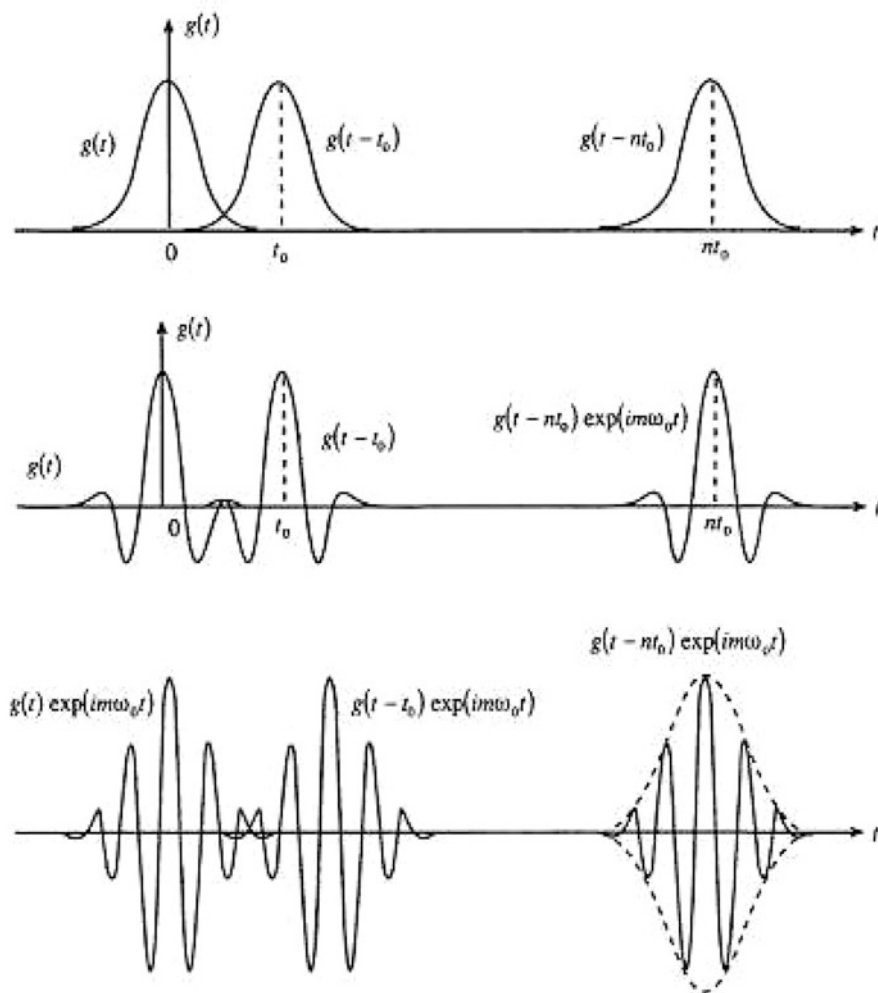 g(t)
g(t)
g(t − t₀)
g(t − nt₀)
0
t₀
nt₀
t
g(t)
g(t)
g(t − t₀)
g(t − nt₀) exp(imω₀t)
0
t₀
nt₀
t
g(t − nt₀) exp(imω₀t)
g(t) exp(imω₀t)
g(t − t₀) exp(imω₀t)
t